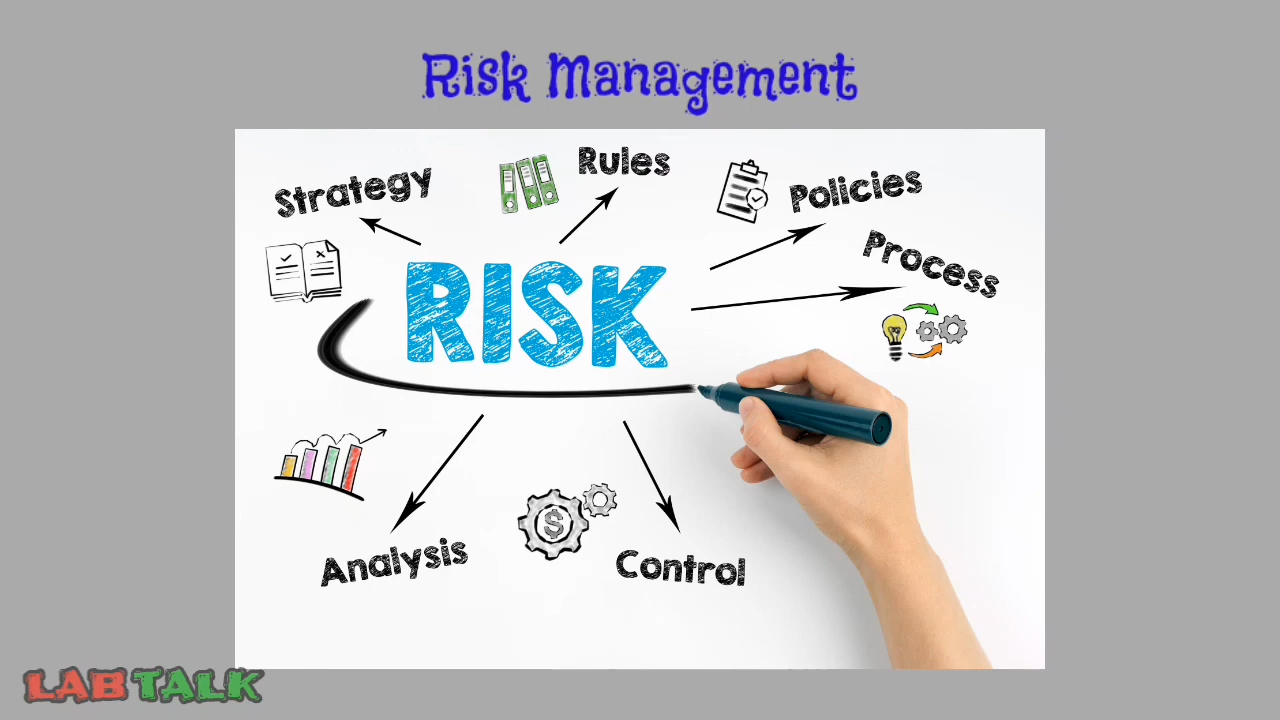 Risk Management
Strategy
Rules
Policies
Process
RISK
$
Analysis
Control
LAB TALK